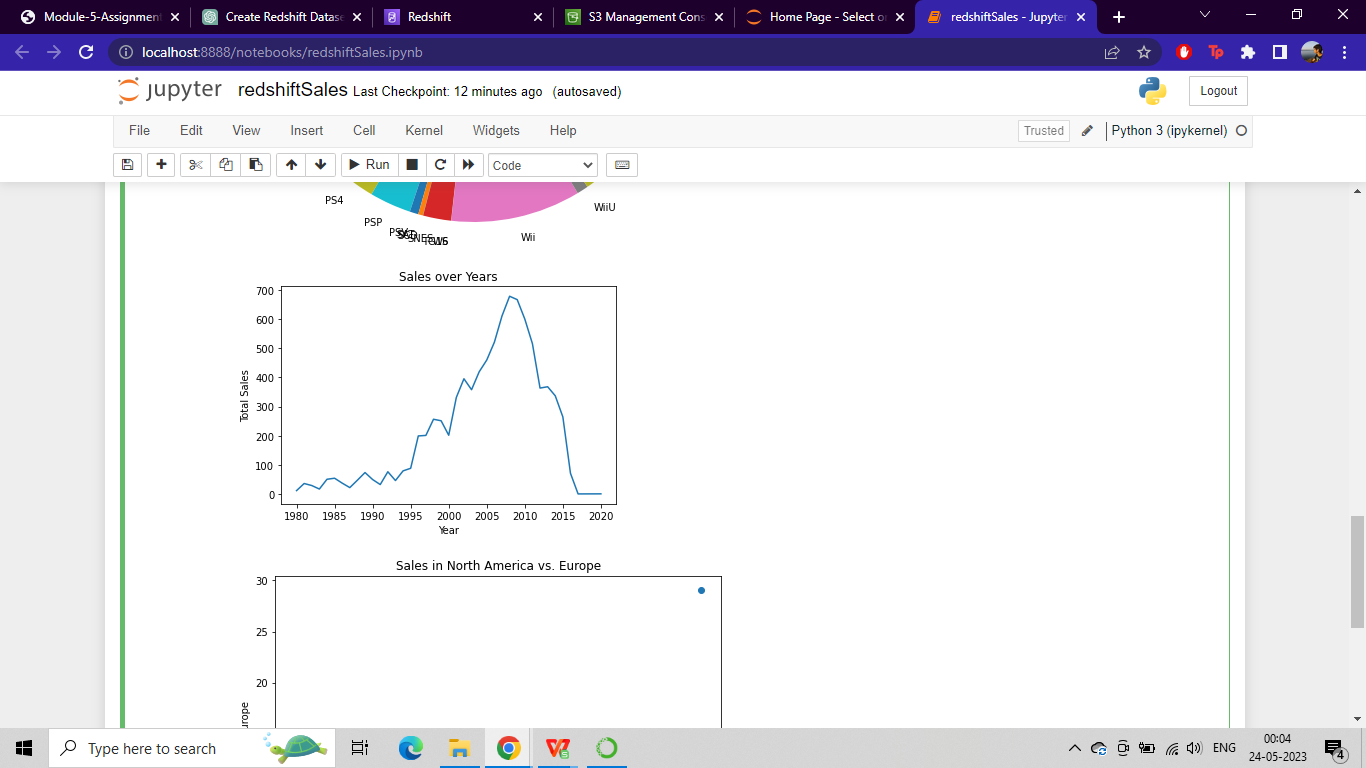 Module-5-Assignment
Create Redshift Datase
Redshift
S3 Management Cons
Home Page - Select or
redshiftSales - Jupyter
localhost:8888/notebooks/redshiftSales.ipynb
Tp
jupyter redshiftSales Last Checkpoint: 12 minutes ago (autosaved)
Logout
File Edit View Insert Cell Kernel Widgets Help
Trusted Python 3 (ipykernel)
Run Code
PS4
WiiU
PSP
PSV
SNES
Wii
Sales over Years
700
600
500
400
300
200
100
0
Total Sales
1980 1985 1990 1995 2000 2005 2010 2015 2020
Year
Sales in North America vs. Europe
30
25
20
urope
Type here to search
ENG
00:04
24-05-2023
4